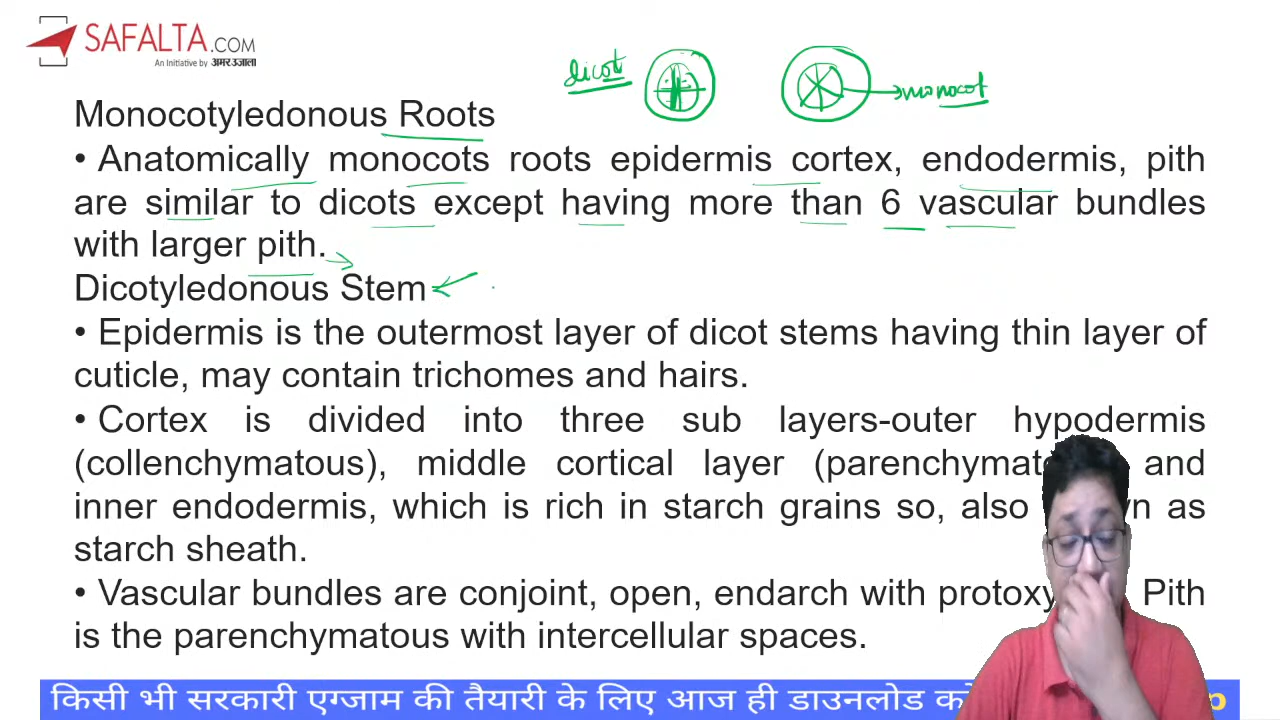 SAFALTA.COM
An Initiative by अमर उजाला
dicot
monocot
Monocotyledonous Roots
• Anatomically monocots roots epidermis cortex, endodermis, pith
are similar to dicots except having more than 6 vascular bundles
with larger pith.
Dicotyledonous Stem
• Epidermis is the outermost layer of dicot stems having thin layer of
cuticle, may contain trichomes and hairs.
• Cortex is divided into three sub layers-outer hypodermis
(collenchymatous), middle cortical layer and
inner endodermis, which is rich in starch grains so, also as
starch sheath.
• Vascular bundles are conjoint, open, endarch with Pith
is the parenchymatous with intercellular spaces.
किसी भी सरकारी एग्जाम की तैयारी के लिए आज ही डाउनलोड